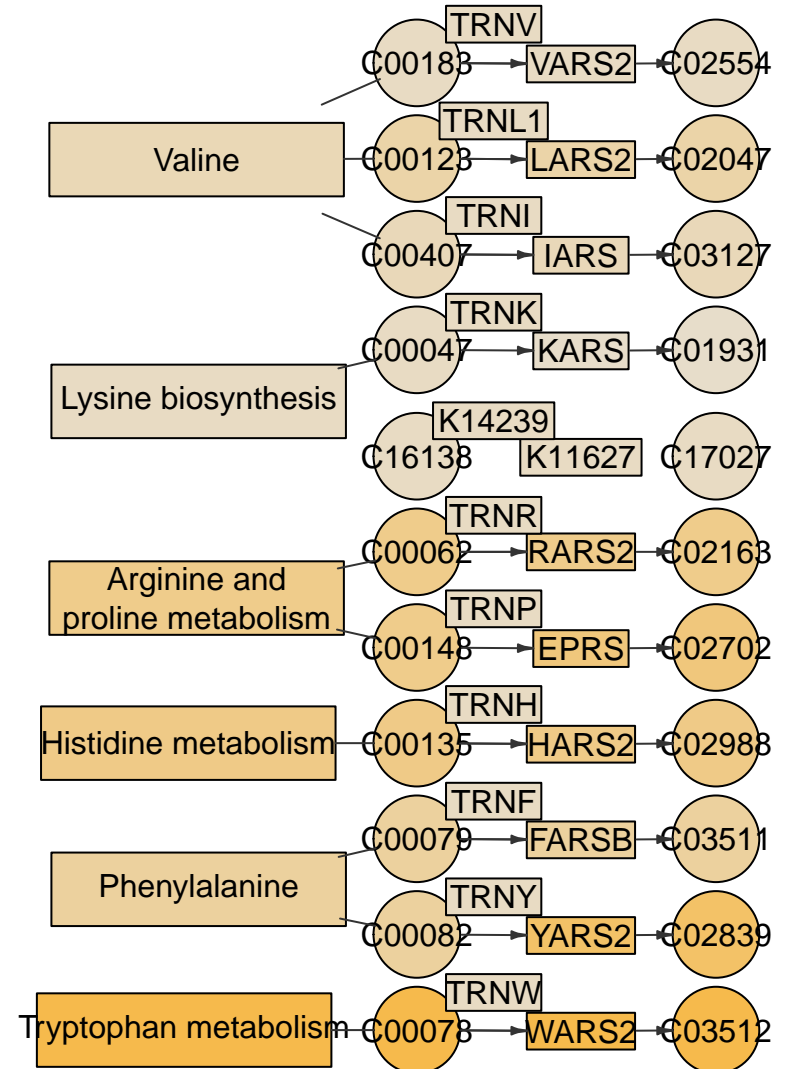 TRNV
C00183
VARS2
C02554
Valine
TRNL1
C00123
LARS2
C02047
TRNI
C00407
IARS
C03127
TRNK
C00047
KARS
C01931
Lysine biosynthesis
K14239
C16138
K11627
C17027
TRNR
C00062
RARS2
C02163
Arginine and
proline metabolism
TRNP
C00148
EPRS
C02702
TRNH
Histidine metabolism
C00135
HARS2
C02988
TRNF
C00079
FARSB
C03511
Phenylalanine
TRNY
C00082
YARS2
C02839
TRNW
Tryptophan metabolism
C00078
WARS2
C03512